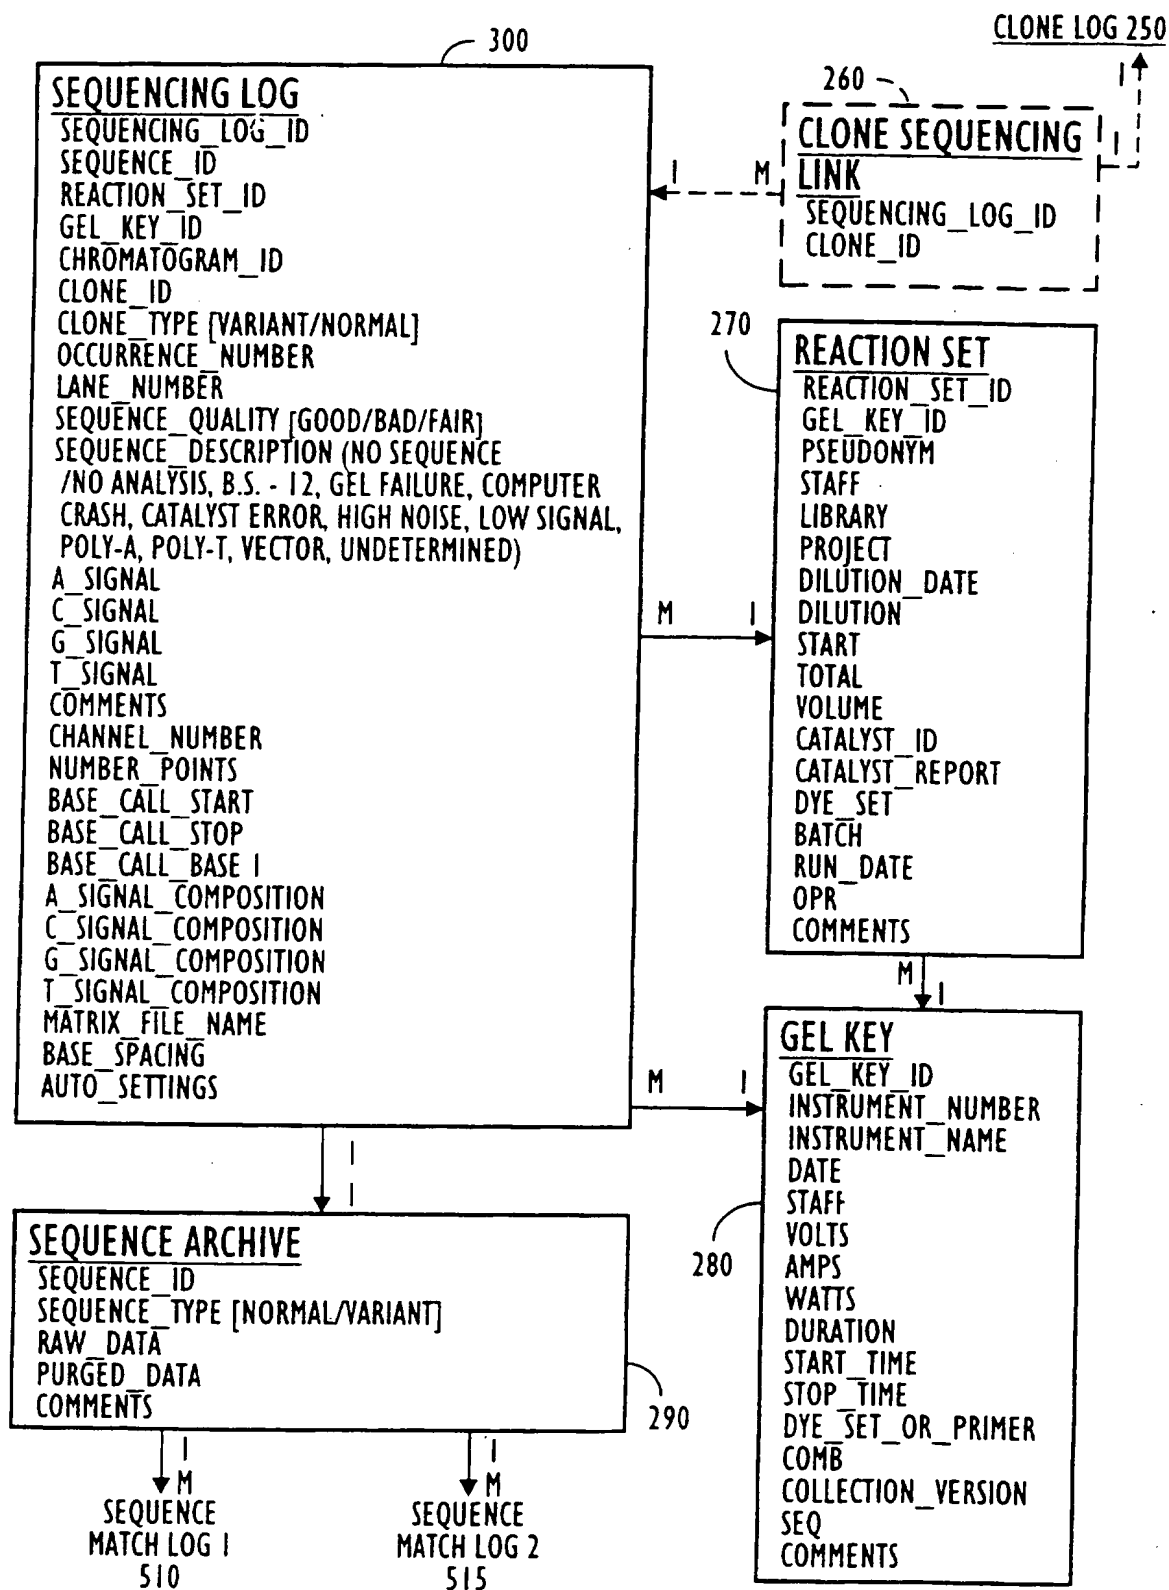 CLONE LOG 250
300
SEQUENCING LOG
SEQUENCING_LOG_ID
SEQUENCE_ID
REACTION_SET_ID
GEL_KEY_ID
CHROMATOGRAM_ID
CLONE_ID
CLONE_TYPE [VARIANT/NORMAL]
OCCURRENCE_NUMBER
LANE_NUMBER
SEQUENCE_QUALITY [GOOD/BAD/FAIR]
SEQUENCE_DESCRIPTION (NO SEQUENCE
/NO ANALYSIS, B.S. - 12, GEL FAILURE, COMPUTER
CRASH, CATALYST ERROR, HIGH NOISE, LOW SIGNAL,
POLY-A, POLY-T, VECTOR, UNDETERMINED)
A_SIGNAL
C_SIGNAL
G_SIGNAL
T_SIGNAL
COMMENTS
CHANNEL_NUMBER
NUMBER_POINTS
BASE_CALL_START
BASE_CALL_STOP
BASE_CALL_BASE 1
A_SIGNAL_COMPOSITION
C_SIGNAL_COMPOSITION
G_SIGNAL_COMPOSITION
T_SIGNAL_COMPOSITION
MATRIX_FILE_NAME
BASE_SPACING
AUTO_SETTINGS
260
1
1
CLONE SEQUENCING
LINK
SEQUENCING_LOG_ID
CLONE_ID
1 M
270
REACTION SET
REACTION_SET_ID
GEL_KEY_ID
PSEUDONYM
STAFF
LIBRARY
PROJECT
DILUTION_DATE
DILUTION
START
TOTAL
VOLUME
CATALYST_ID
CATALYST_REPORT
DYE_SET
BATCH
RUN_DATE
OPR
COMMENTS
M 1
M
1
GEL KEY
GEL_KEY_ID
INSTRUMENT_NUMBER
INSTRUMENT_NAME
DATE
STAFF
VOLTS
AMPS
WATTS
DURATION
START_TIME
STOP_TIME
DYE_SET_OR_PRIMER
COMB
COLLECTION_VERSION
SEQ
COMMENTS
M 1
280
1
1
SEQUENCE ARCHIVE
SEQUENCE_ID
SEQUENCE_TYPE [NORMAL/VARIANT]
RAW_DATA
PURGED_DATA
COMMENTS
290
1
M
SEQUENCE
MATCH LOG 1
510
1
M
SEQUENCE
MATCH LOG 2
515